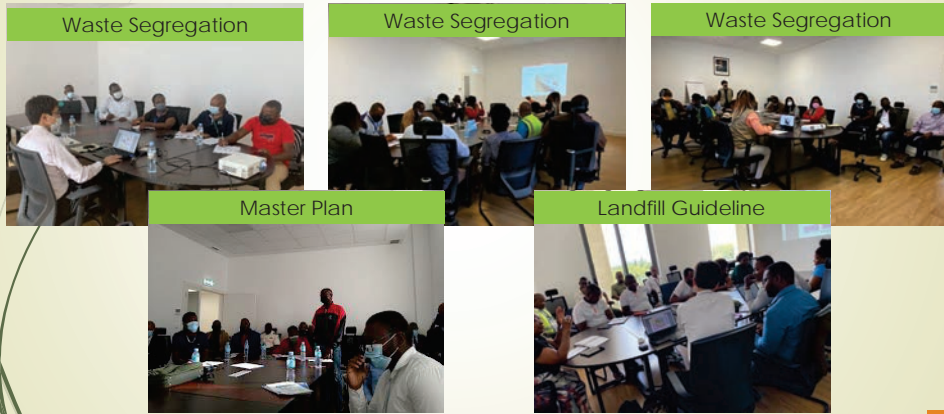 Waste Segregation
Waste Segregation
Waste Segregation
Master Plan
Landfill Guideline